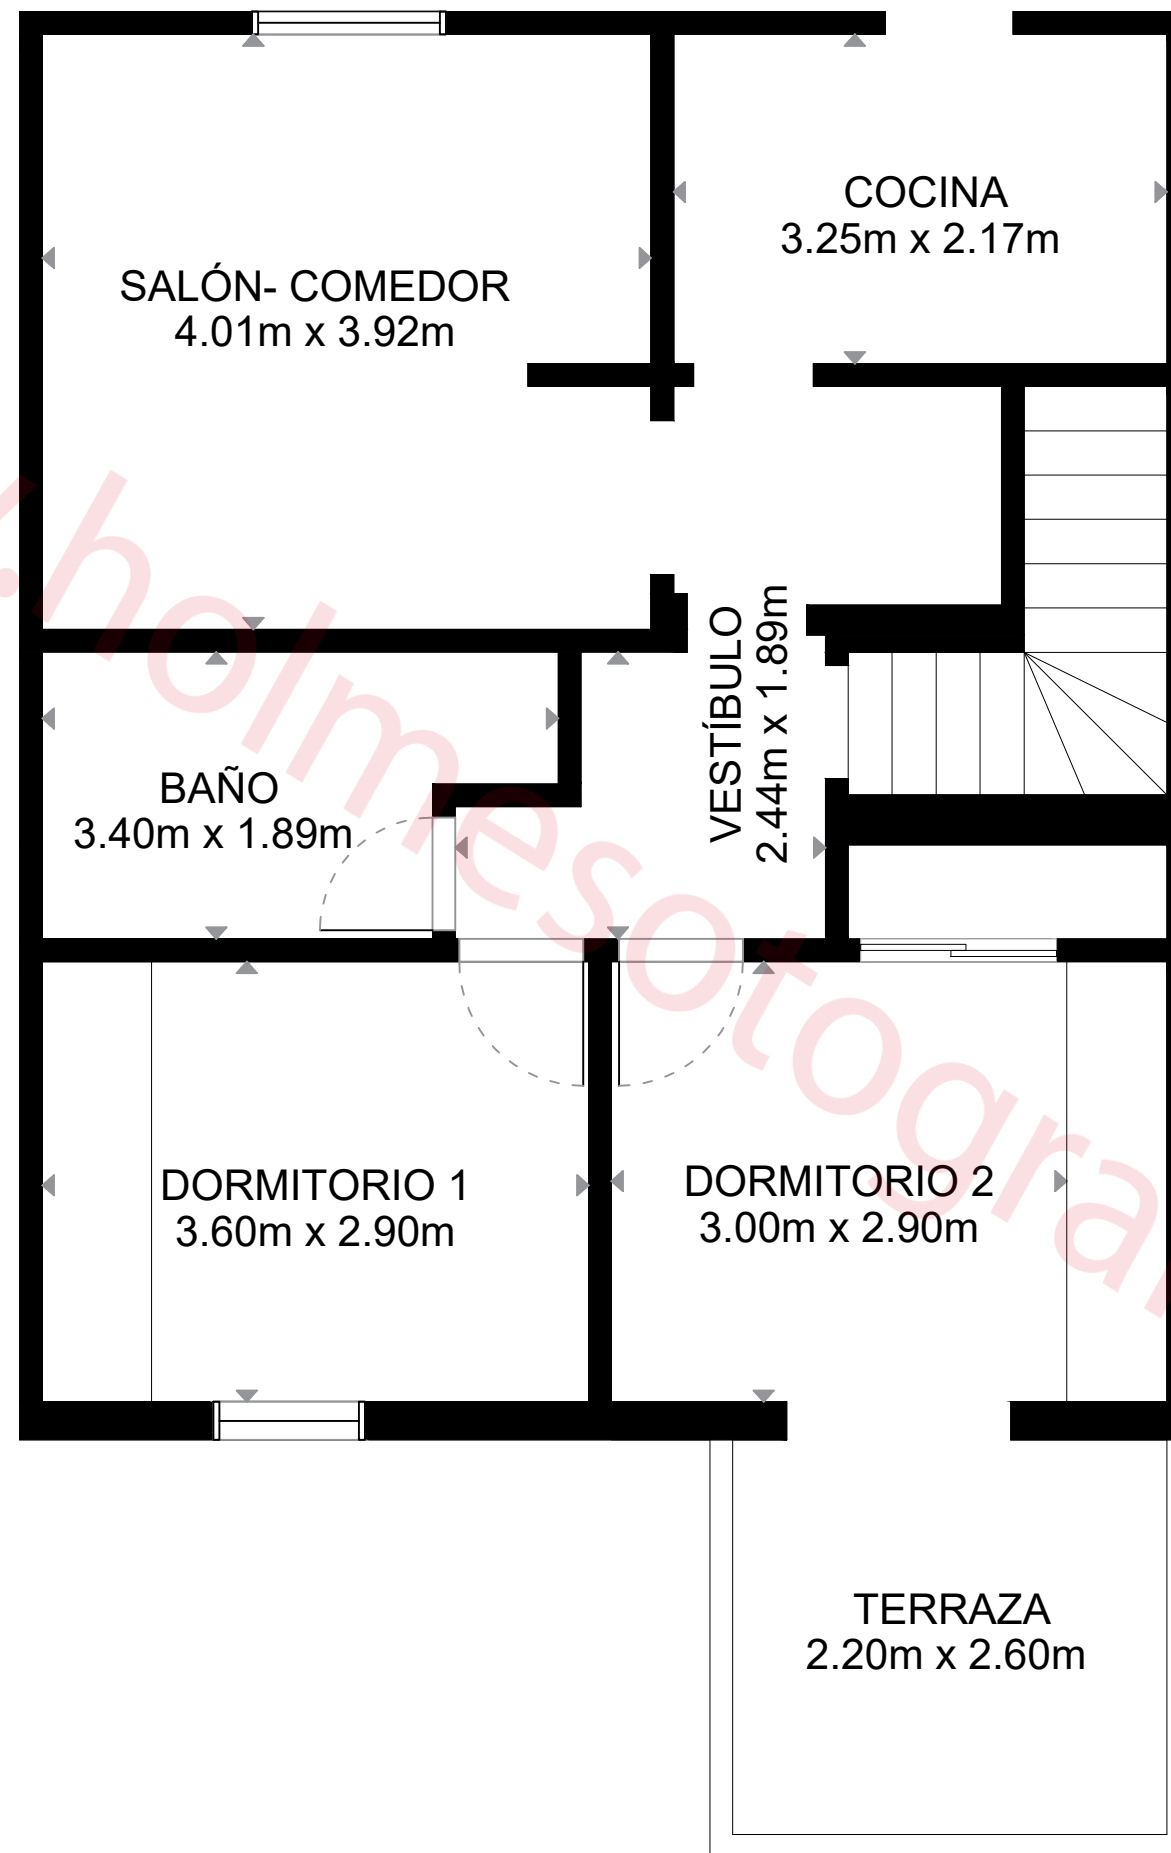 COCINA
3.25m x 2.17m
SALÓN- COMEDOR
4.01m x 3.92m
VESTÍBULO
2.44m x 1.89m
BAÑO
3.40m x 1.89m
DORMITORIO 1
3.60m x 2.90m
DORMITORIO 2
3.00m x 2.90m
TERRAZA
2.20m x 2.60m
.holmesotogra